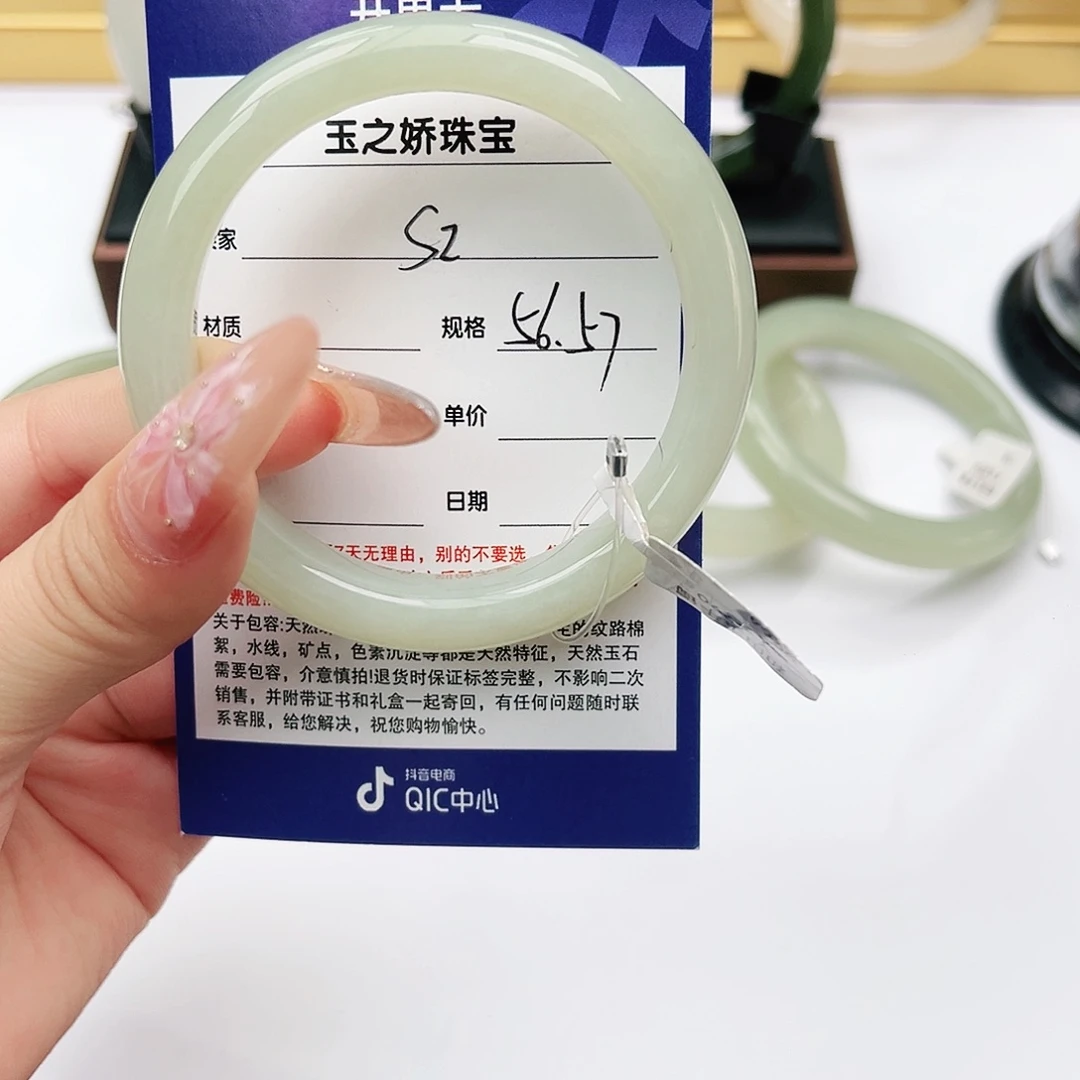 玉之娇珠宝
家 S2
材质 规格 56.57
单价
日期
7天无理由，别的不要选
费险
关于包容:天然 的纹路棉
絮，水线，矿点，色素沉淀等都是天然特征，天然玉石
需要包容，介意慎拍!退货时保证标签完整，不影响二次
销售，并附带证书和礼盒一起寄回，有任何问题随时联
系客服，给您解决，祝您购物愉快。
抖音电商
QIC中心